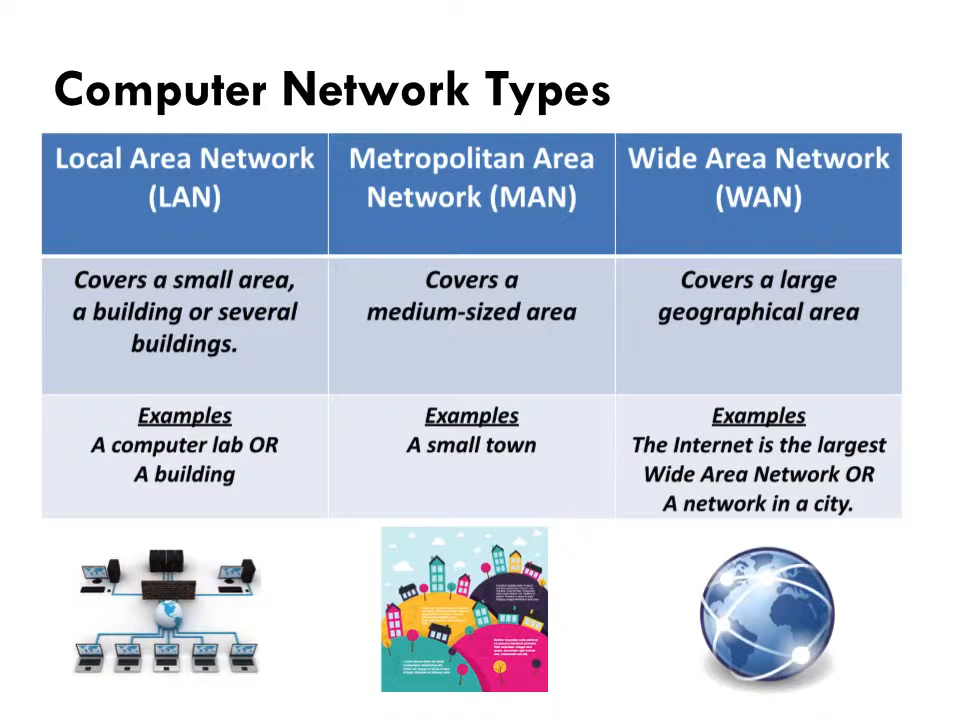 Computer Network Types
Local Area Network
(LAN)
Metropolitan Area
Network (MAN)
Wide Area Network
(WAN)
Covers a small area,
a building or several
buildings.
Covers a
medium-sized area
Covers a large
geographical area
Examples
A computer lab OR
A building
Examples
A small town
Examples
The Internet is the largest
Wide Area Network OR
A network in a city.